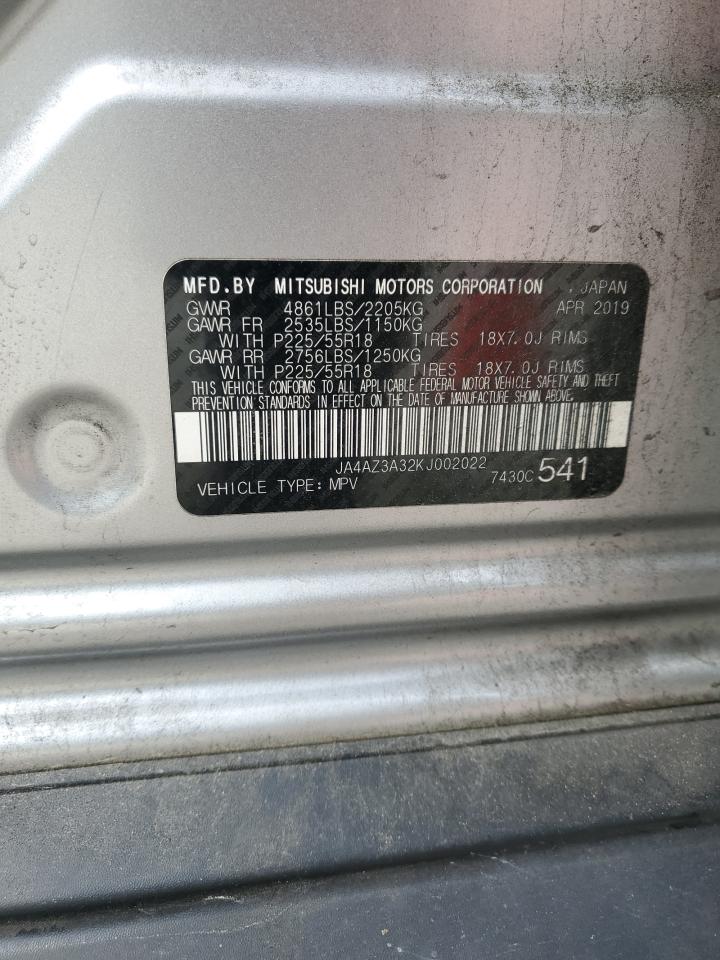 MFD.BY MITSUBISHI MOTORS CORPORATION , JAPAN
GVWR 4861LBS/2205KG APR 2019
GAWR FR 2535LBS/1150KG
WITH P225/55R18 TIRES 18X7.0J RIMS
GAWR RR 2756LBS/1250KG
WITH P225/55R18 TIRES 18X7.0J RIMS
THIS VEHICLE CONFORMS TO ALL APPLICABLE FEDERAL MOTOR VEHICLE SAFETY AND THEFT
PREVENTION STANDARDS IN EFFECT ON THE DATE OF MANUFACTURE SHOWN ABOVE.
JA4AZ3A32KJ002022
VEHICLE TYPE: MPV 7430C 541